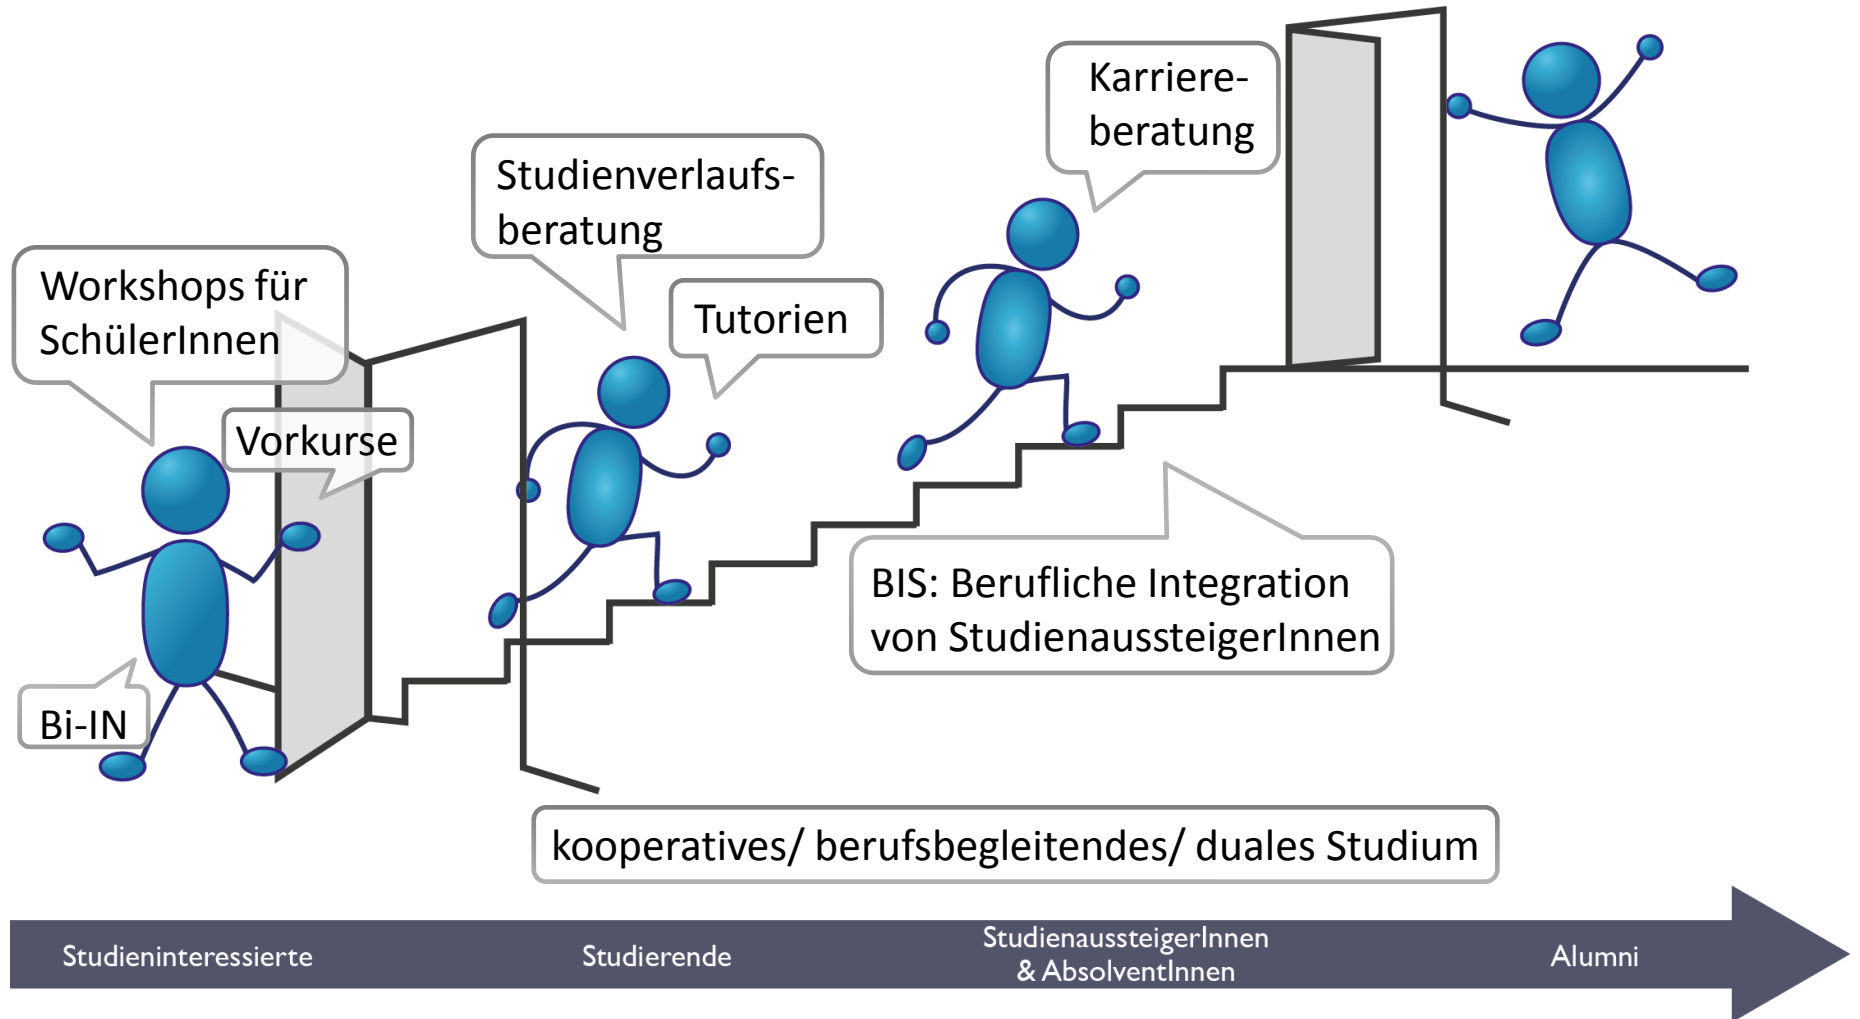 Workshops für
SchülerInnen
Vorkurse
Bi-IN
Studienverlaufs-
beratung
Tutorien
Karriere-
beratung
BIS: Berufliche Integration
von StudienaussteigerInnen
kooperatives/ berufsbegleitendes/ duales Studium
Studieninteressierte
Studierende
StudienaussteigerInnen
& AbsolventInnen
Alumni